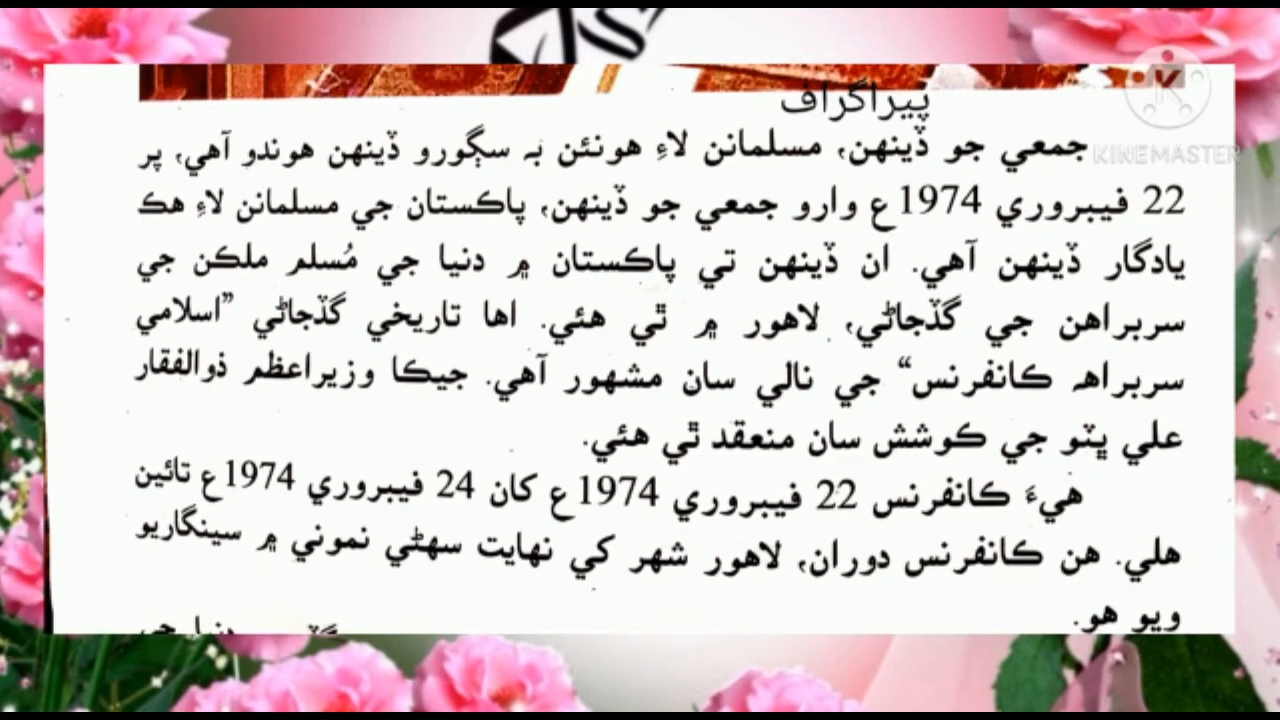 پيراگراف
جمعي جو ڏينهن، مسلمانن لاءِ هونئن بہ سڳورو ڏينهن هوندو آهي، پر
22 فيبروري 1974ع وارو جمعي جو ڏينهن، پاڪستان جي مسلمانن لاءِ هڪ
يادگار ڏينهن آهي. ان ڏينهن تي پاڪستان ۾ دنيا جي مُسلم ملڪن جي
سربراهن جي گڏجاڻي، لاهور ۾ ٿي هئي. اها تاريخي گڏجاڻي ”اسلامي
سربراهہ ڪانفرنس“ جي نالي سان مشهور آهي. جيڪا وزيراعظم ذوالفقار
علي ڀٽو جي ڪوشش سان منعقد ٿي هئي.
هيءَ ڪانفرنس 22 فيبروري 1974ع کان 24 فيبروري 1974ع تائين
هلي. هن ڪانفرنس دوران، لاهور شهر کي نهايت سهڻي نموني ۾ سينگاريو
ويو هو.
KINEMASTER